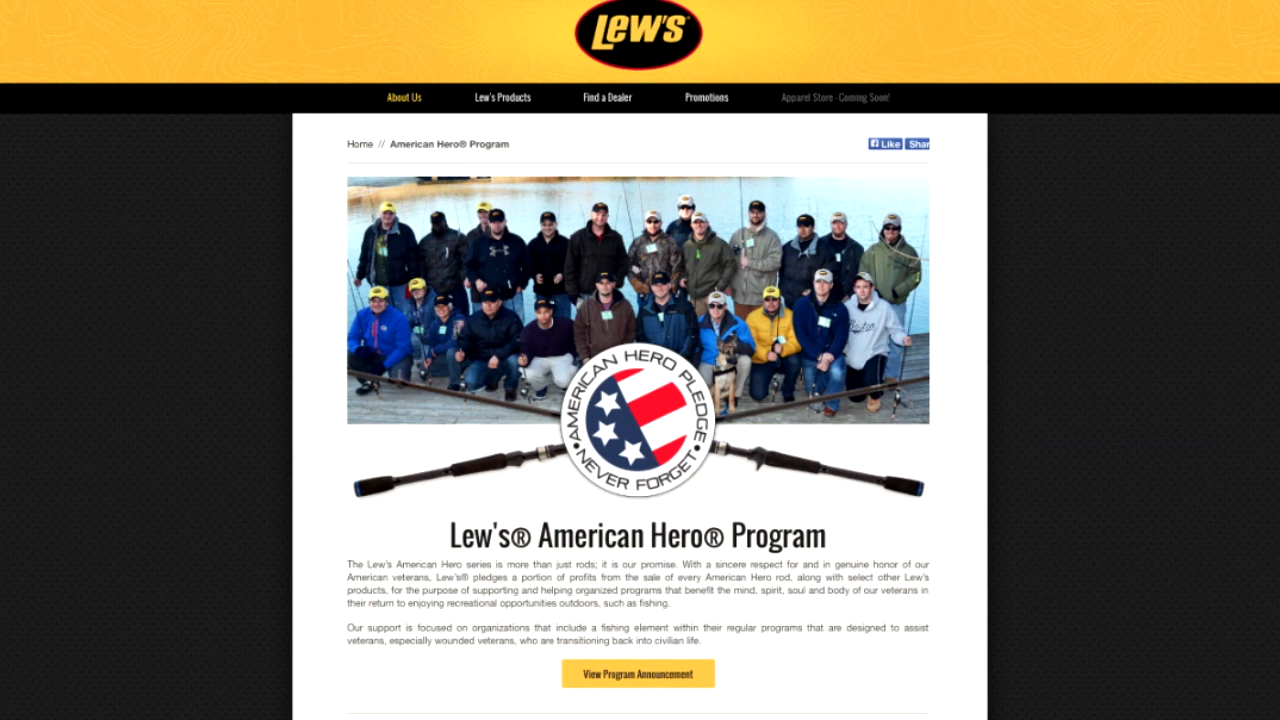 Lew's®
About Us Lew's Products Find a Dealer Promotions Apparel Store - Coming Soon!
Home // American Hero® Program
Like Shar
AMERICAN HERO PLEDGE
• NEVER FORGET •
Lew's® American Hero® Program
The Lew's American Hero series is more than just rods; it is our promise. With a sincere respect for and in genuine honor of our
American veterans, Lew's® pledges a portion of profits from the sale of every American Hero rod, along with select other Lew's
products, for the purpose of supporting and helping organized programs that benefit the mind, spirit, soul and body of our veterans in
their return to enjoying recreational opportunities outdoors, such as fishing.
Our support is focused on organizations that include a fishing element within their regular programs that are designed to assist
veterans, especially wounded veterans, who are transitioning back into civilian life.
View Program Announcement